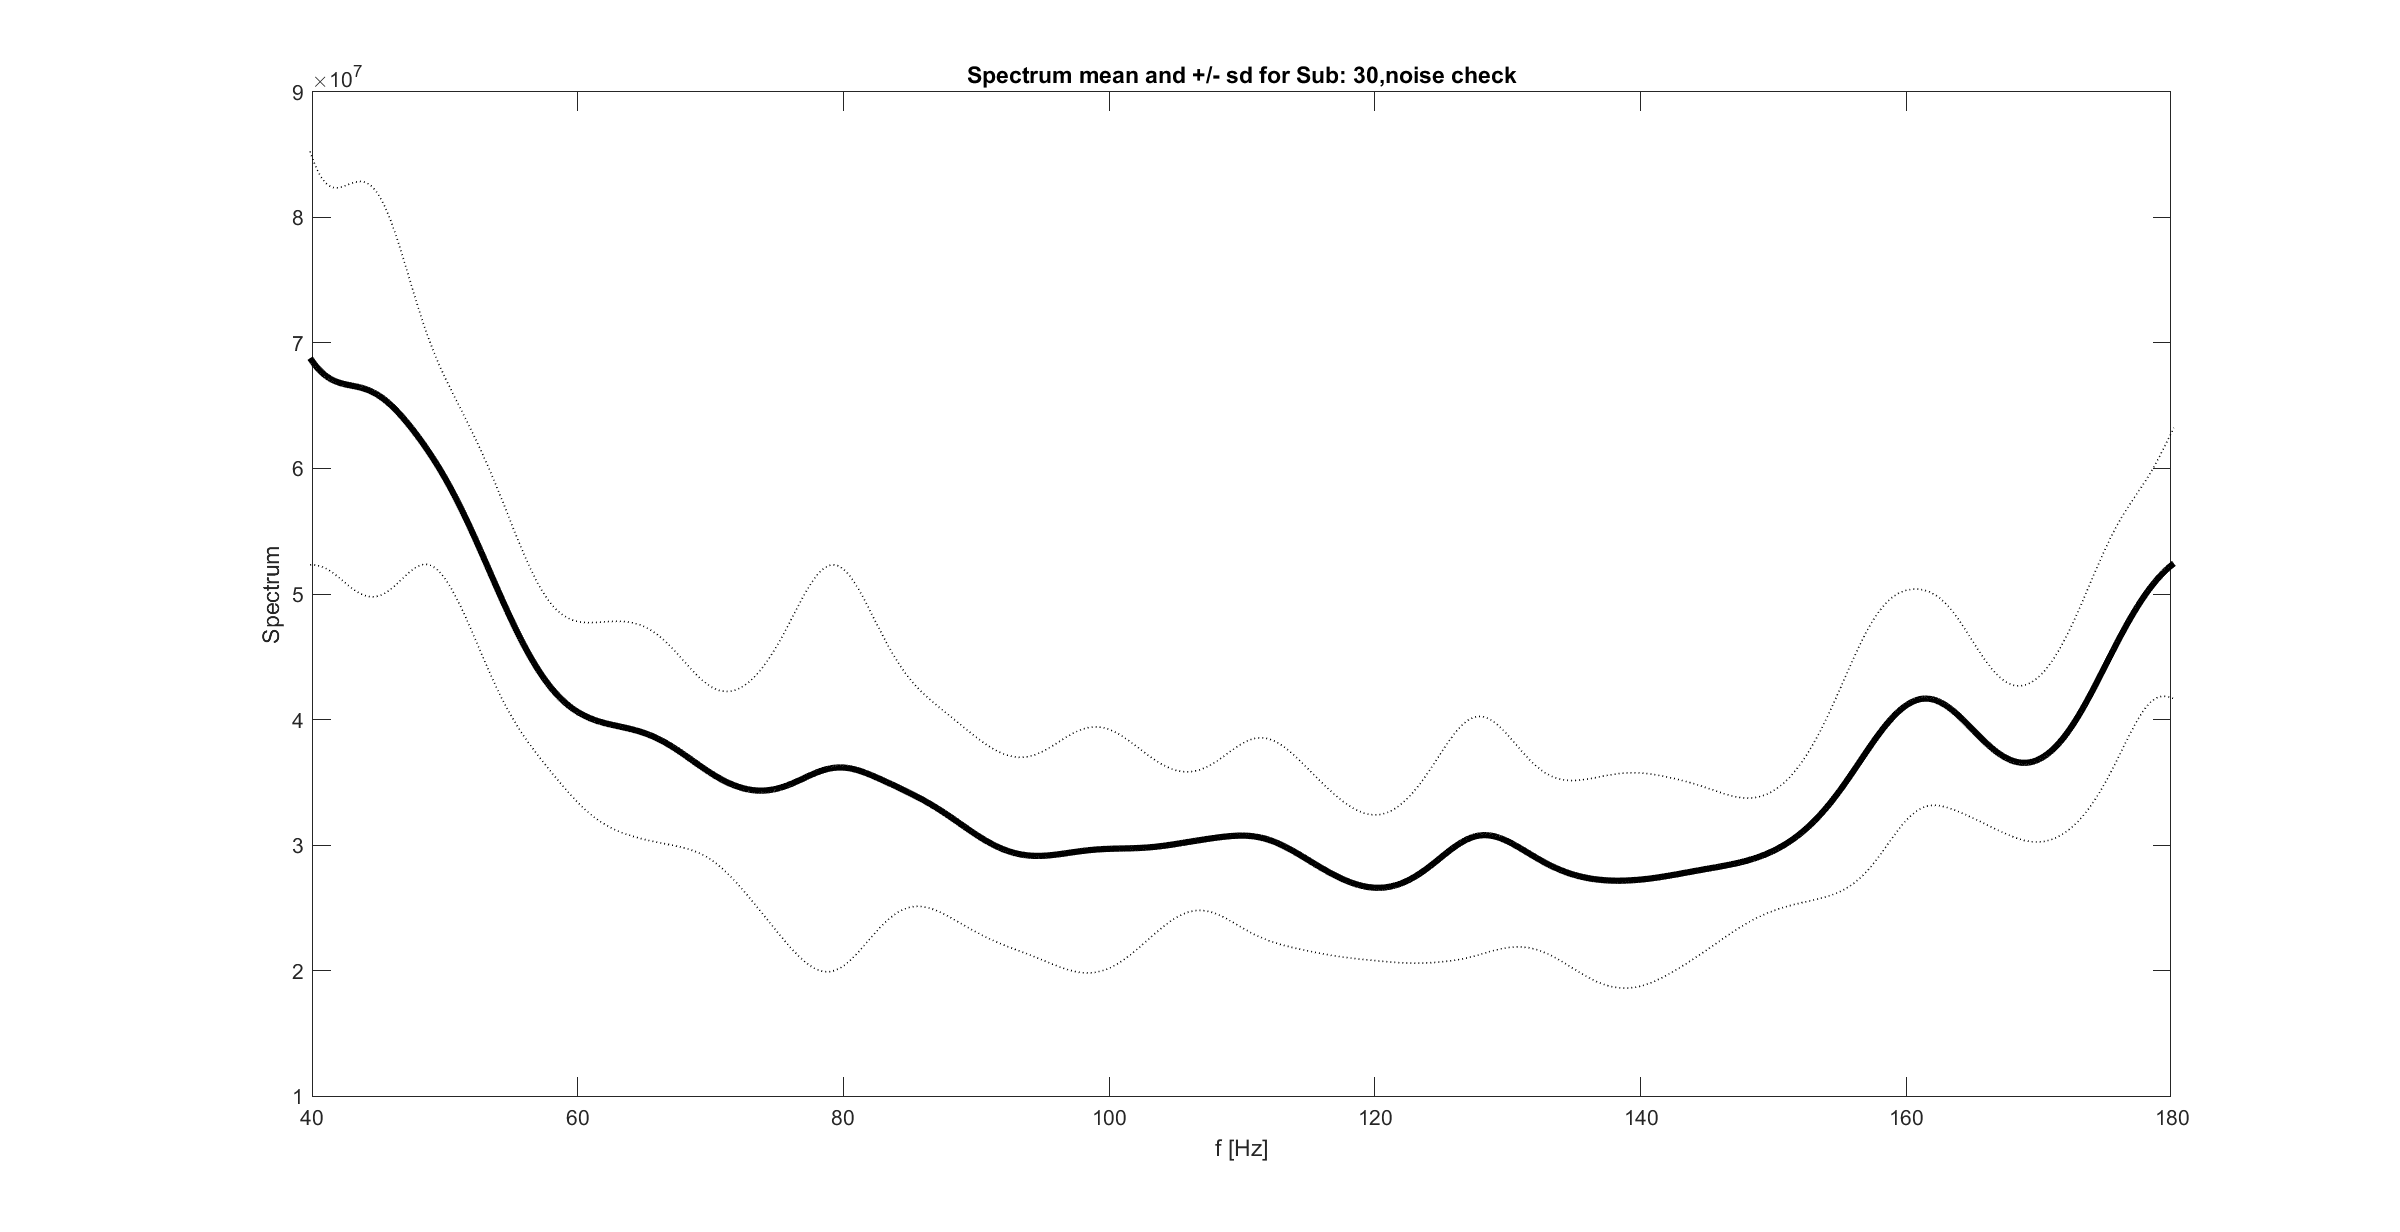 Spectrum mean and +/- sd for Sub: 30,noise check
×10^7
9
8
7
6
5
4
3
2
1
Spectrum
40 60 80 100 120 140 160 180
f [Hz]